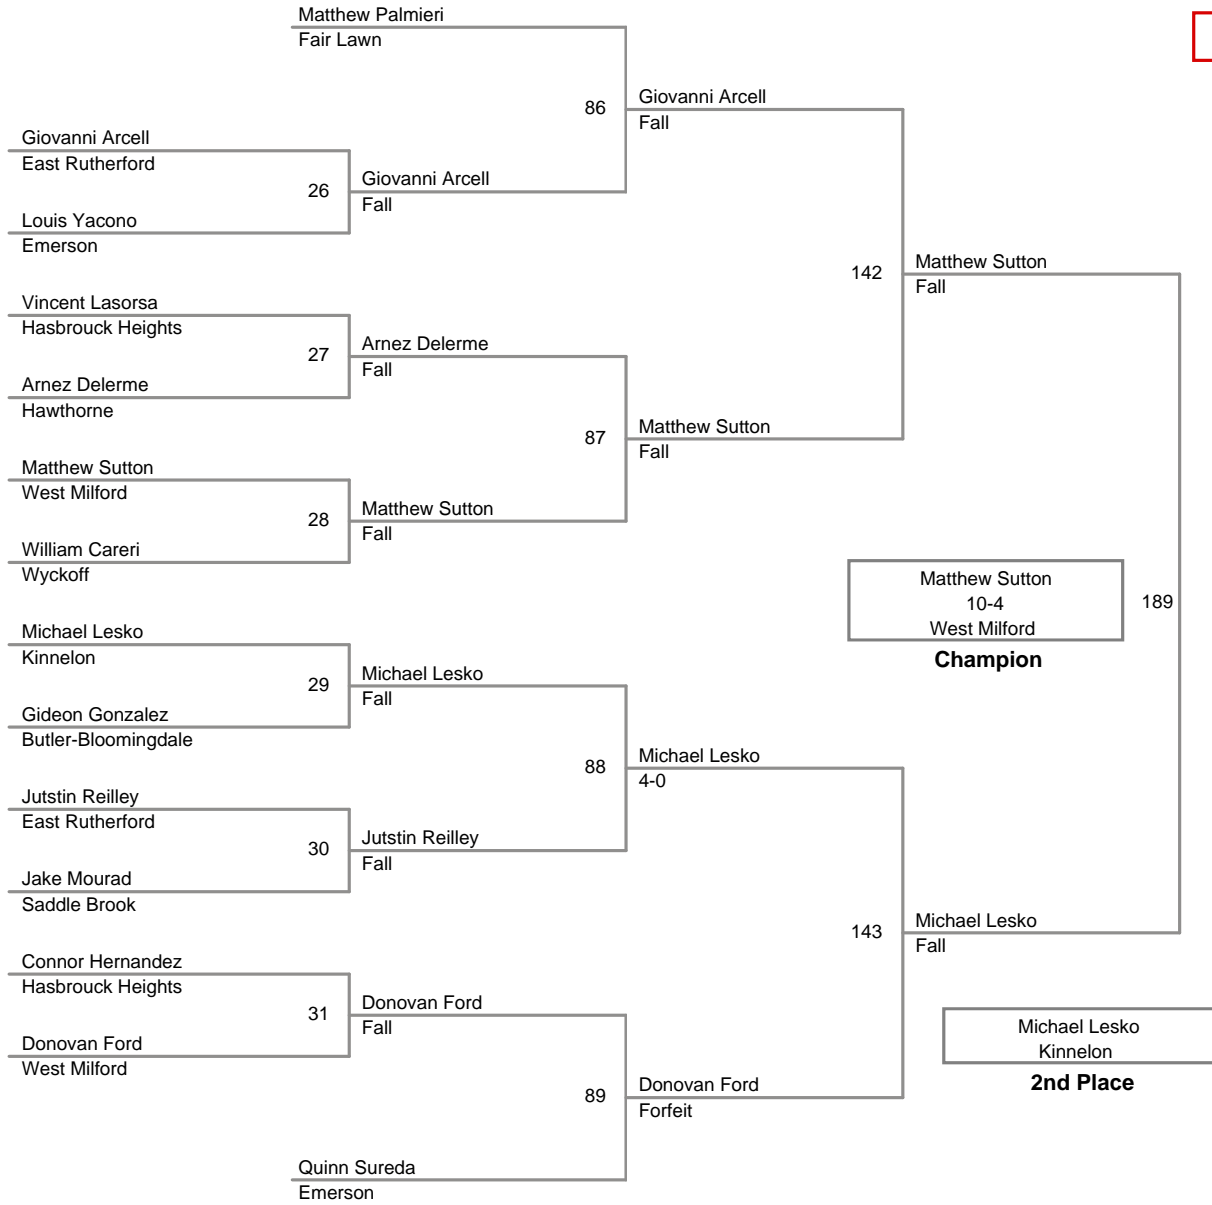 Matthew Palmieri
Fair Lawn
86
Giovanni Arcell
Fall
Giovanni Arcell
East Rutherford
26
Giovanni Arcell
Fall
Louis Yacono
Emerson
142
Matthew Sutton
Fall
Vincent Lasorsa
Hasbrouck Heights
27
Arnez Delerme
Fall
Arnez Delerme
Hawthorne
87
Matthew Sutton
Fall
Matthew Sutton
West Milford
28
Matthew Sutton
Fall
William Careri
Wyckoff
Matthew Sutton
10-4
West Milford
Champion
189
Michael Lesko
Kinnelon
29
Michael Lesko
Fall
Gideon Gonzalez
Butler-Bloomingdale
88
Michael Lesko
4-0
Jutstin Reilley
East Rutherford
30
Jutstin Reilley
Fall
Jake Mourad
Saddle Brook
143
Michael Lesko
Fall
Connor Hernandez
Hasbrouck Heights
31
Donovan Ford
Fall
Donovan Ford
West Milford
Michael Lesko
Kinnelon
2nd Place
89
Donovan Ford
Forfeit
Quinn Sureda
Emerson